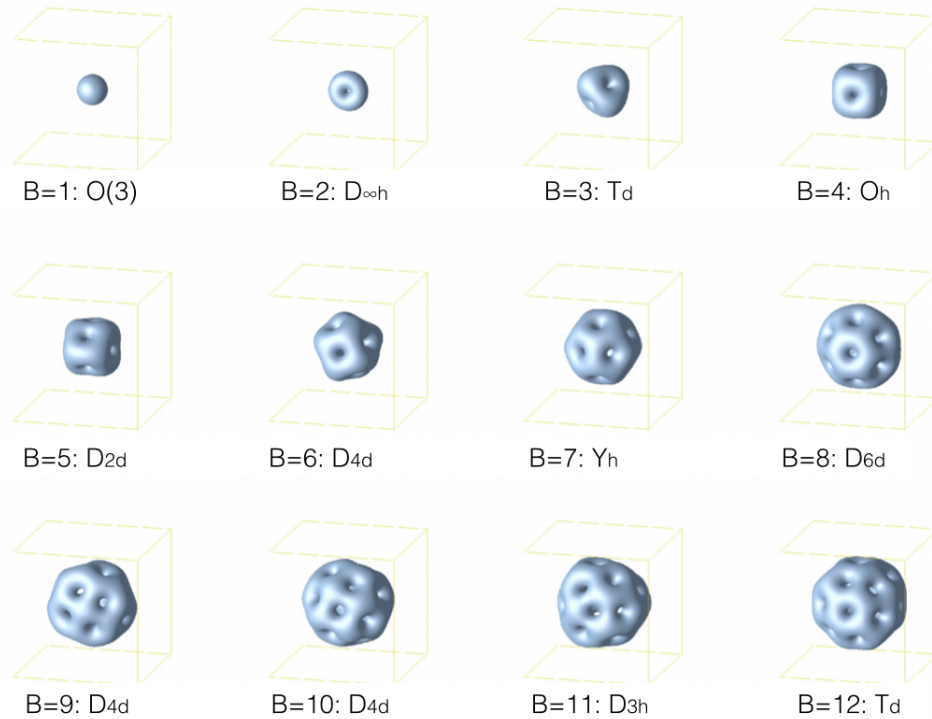 B=1: O(3) B=2: D∞h B=3: Td B=4: Oh
B=5: D2d B=6: D4d B=7: Yh B=8: D6d
B=9: D4d B=10: D4d B=11: D3h B=12: Td